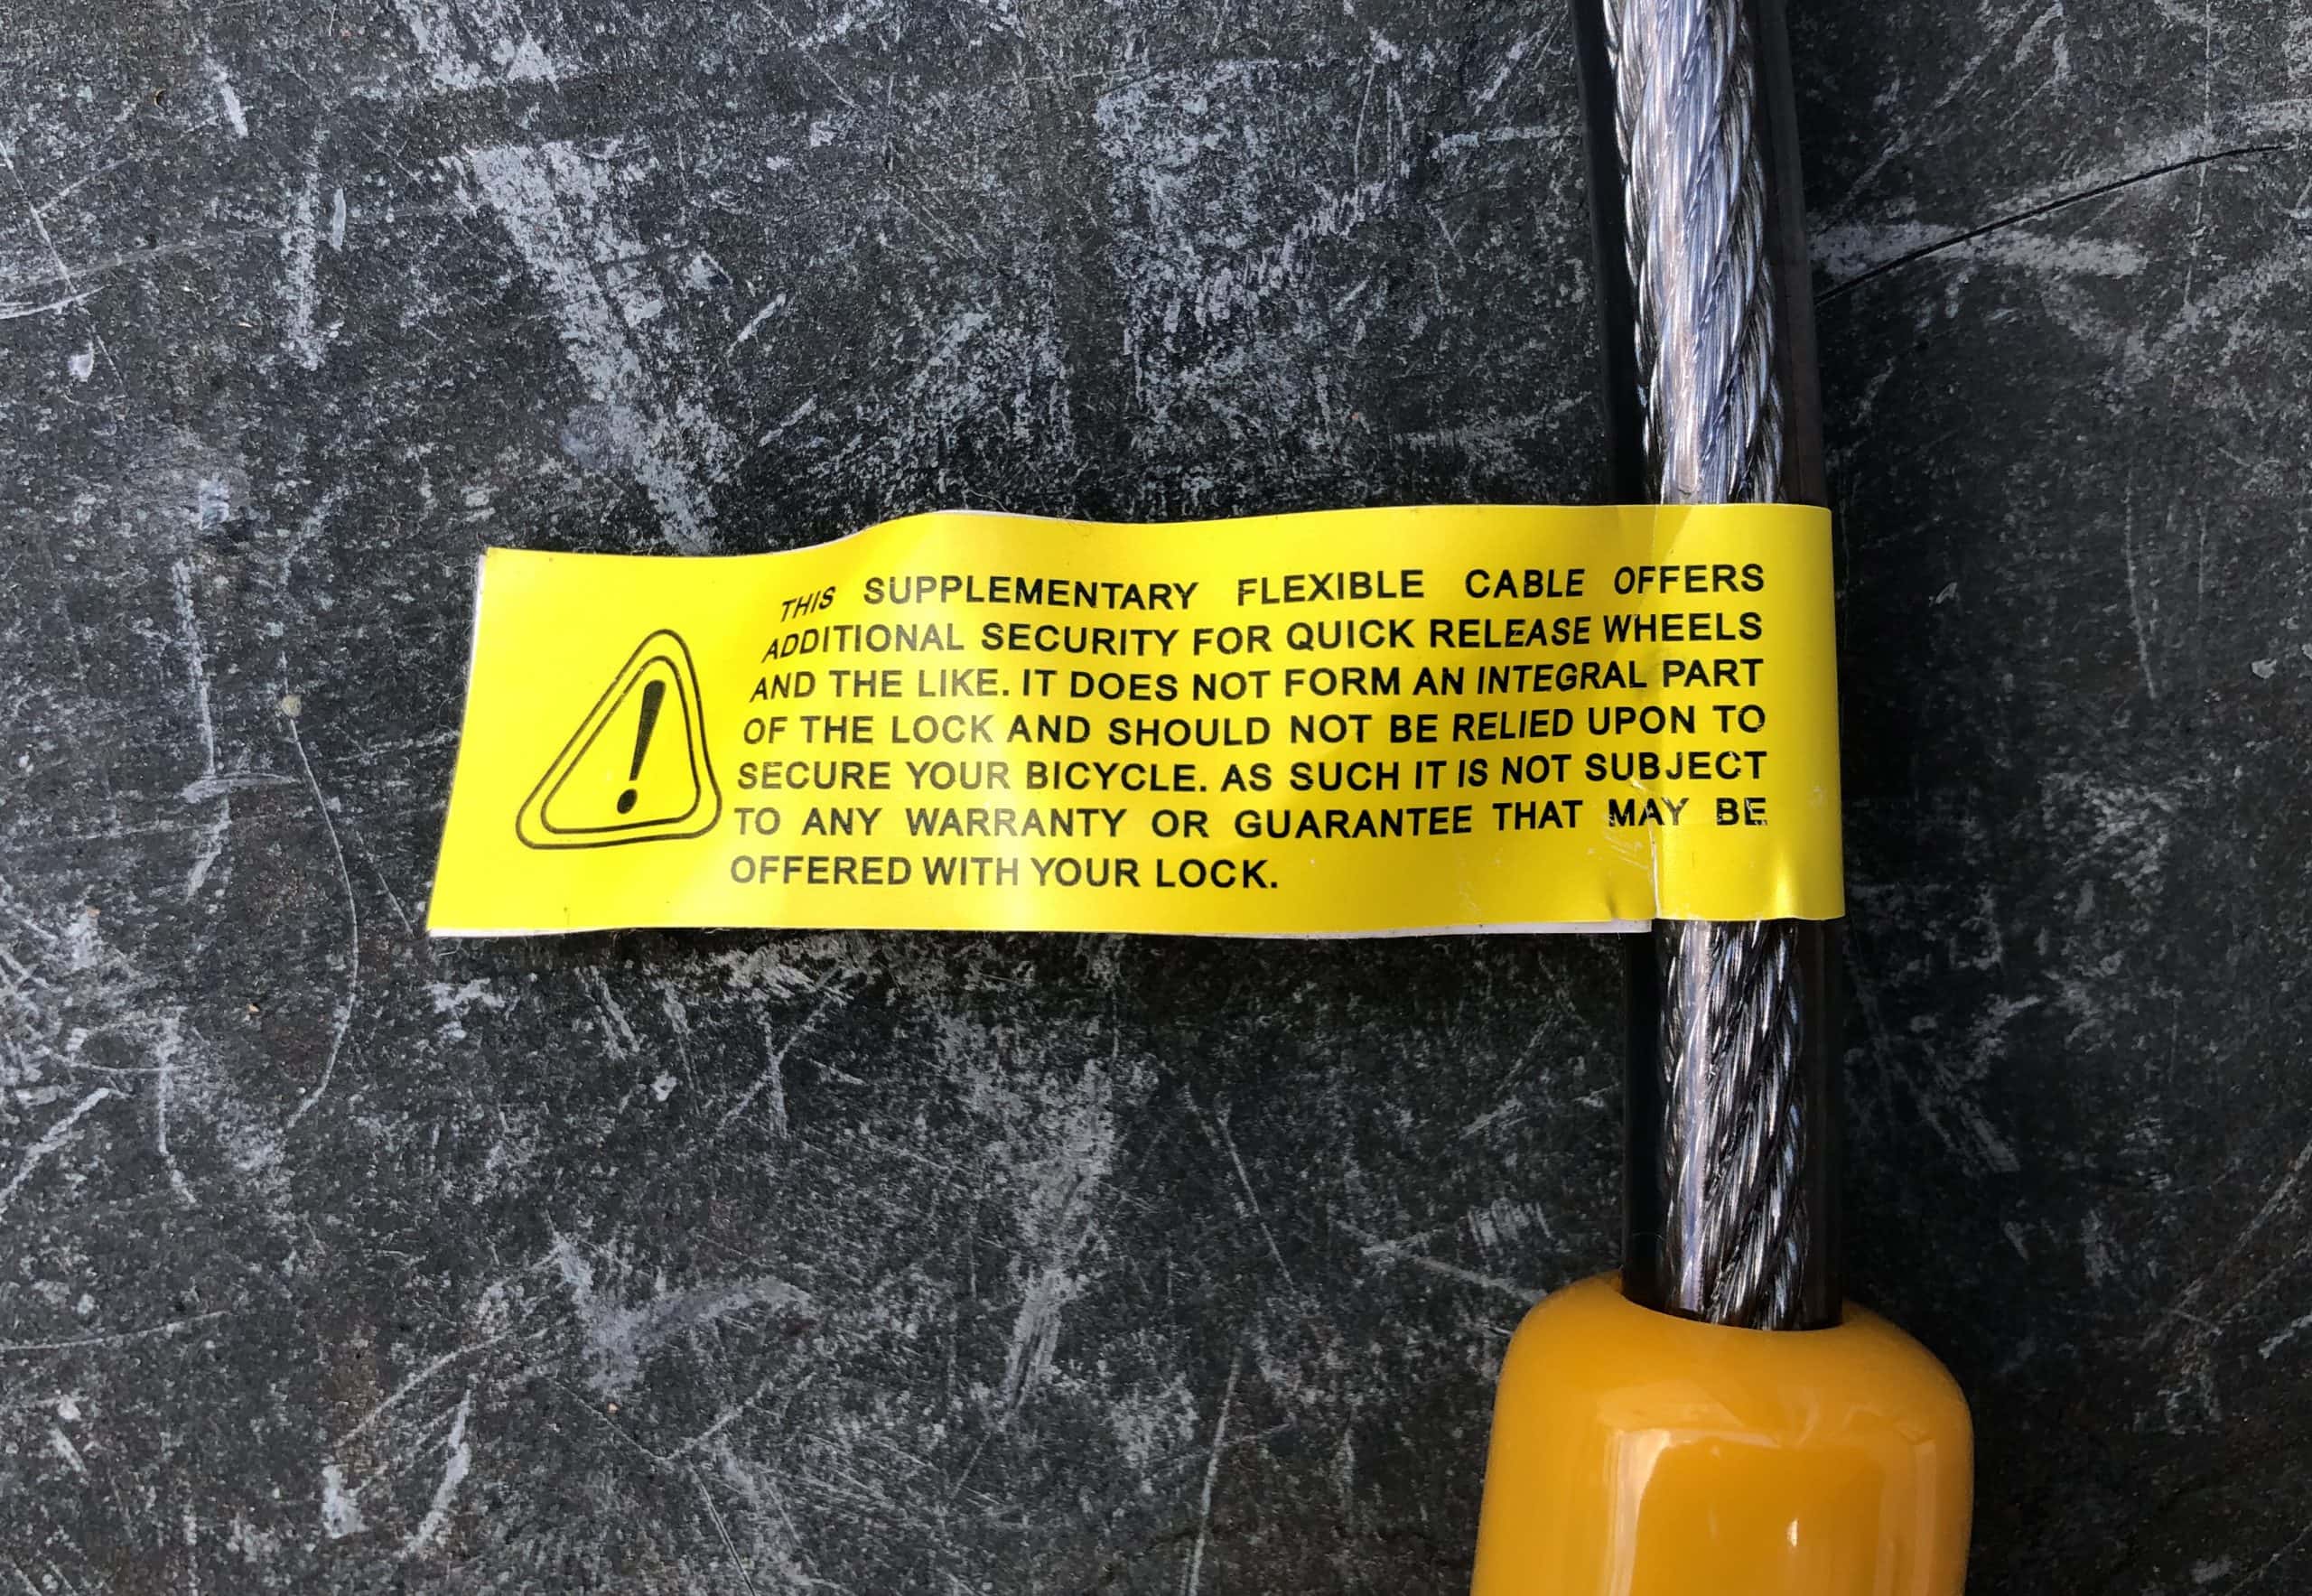 THIS SUPPLEMENTARY FLEXIBLE CABLE OFFERS
ADDITIONAL SECURITY FOR QUICK RELEASE WHEELS
AND THE LIKE. IT DOES NOT FORM AN INTEGRAL PART
OF THE LOCK AND SHOULD NOT BE RELIED UPON TO
SECURE YOUR BICYCLE. AS SUCH IT IS NOT SUBJECT
TO ANY WARRANTY OR GUARANTEE THAT MAY BE
OFFERED WITH YOUR LOCK.